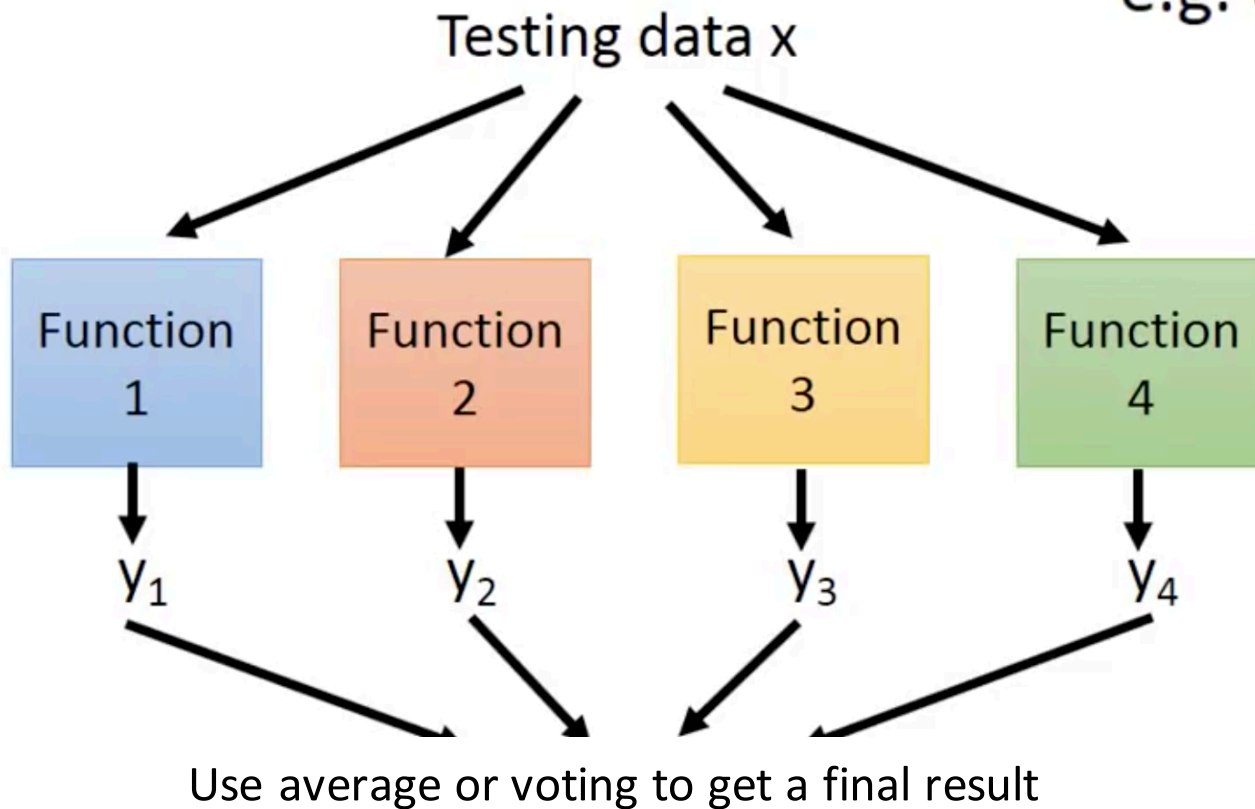 e.g.
Testing data x
Function
1
Function
2
Function
3
Function
4
y₁
y₂
y₃
y₄
Use average or voting to get a final result